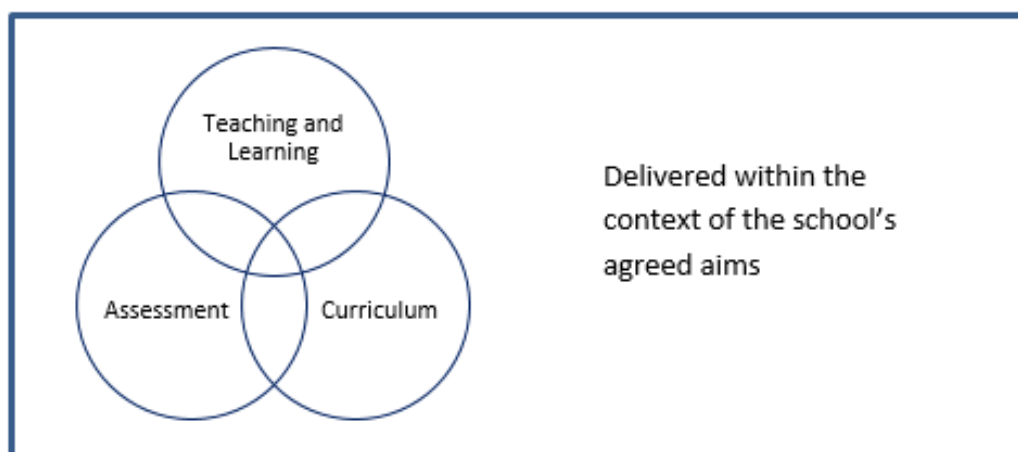 Teaching and
Learning
Assessment
Curriculum
Delivered within the
context of the school’s
agreed aims